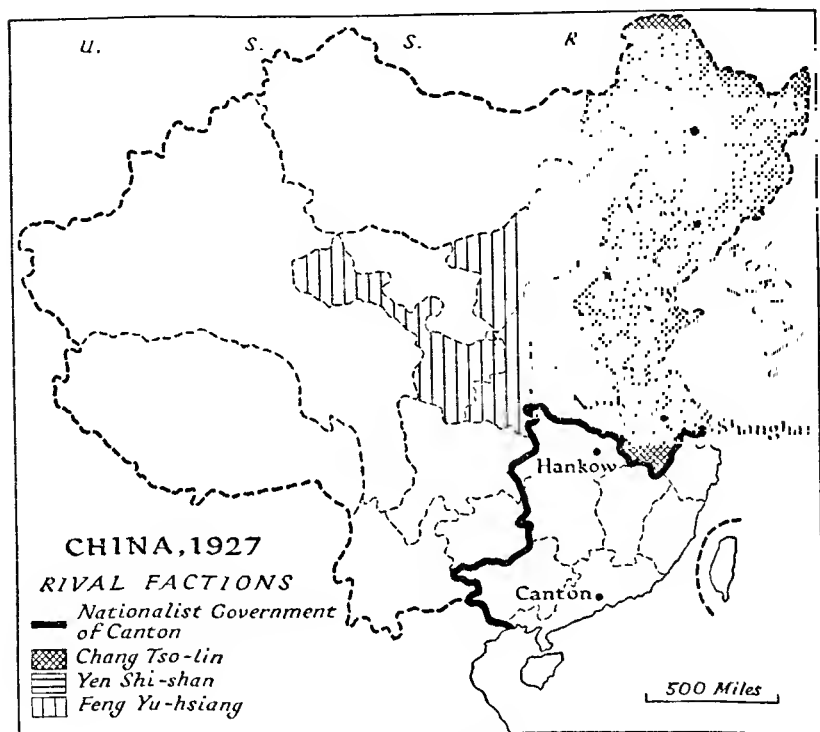 U. S. S. R
Shanghai
Hankow
Canton
CHINA, 1927
RIVAL FACTIONS
Nationalist Government
of Canton
Chang Tso-lin
Yen Shi-shan
Feng Yu-hsiang
500 Miles